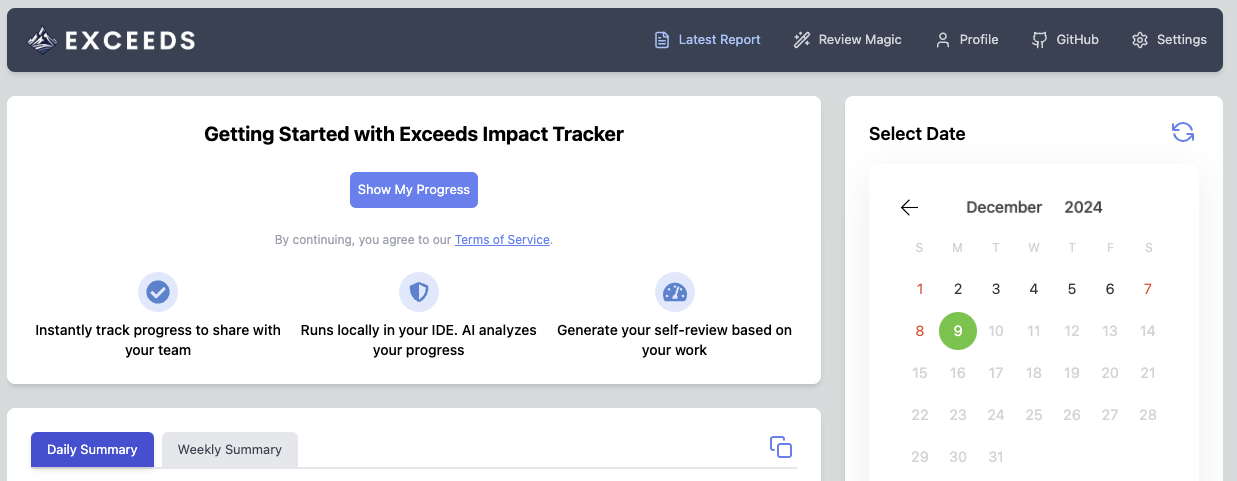 EXCEEDS
Latest Report
Review Magic
Profile
GitHub
Settings
Getting Started with Exceeds Impact Tracker
Show My Progress
By continuing, you agree to our Terms of Service.
Instantly track progress to share with
your team
Runs locally in your IDE. AI analyzes
your progress
Generate your self-review based on
your work
Daily Summary
Weekly Summary
Select Date
December 2024
S M T W T F S
1 2 3 4 5 6 7
8 9 10 11 12 13 14
15 16 17 18 19 20 21
22 23 24 25 26 27 28
29 30 31